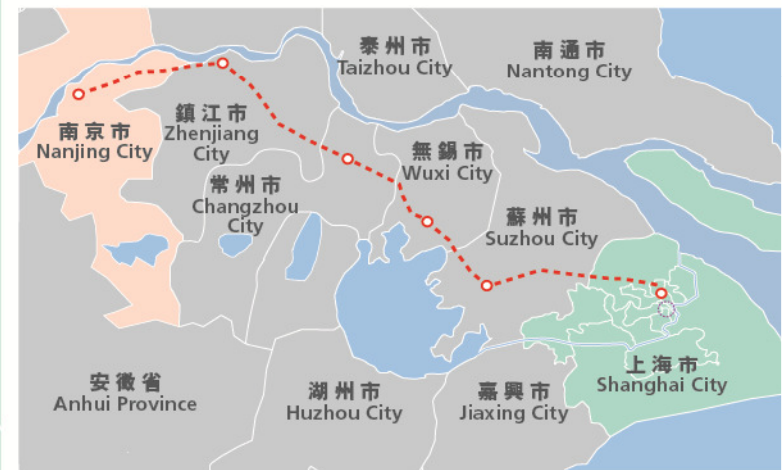 泰州市
Taizhou City
南通市
Nantong City
南京市
Nanjing City
鎮江市
Zhenjiang
City
無錫市
Wuxi City
常州市
Changzhou
City
蘇州市
Suzhou City
安徽省
Anhui Province
湖州市
Huzhou City
嘉興市
Jiaxing City
上海市
Shanghai City